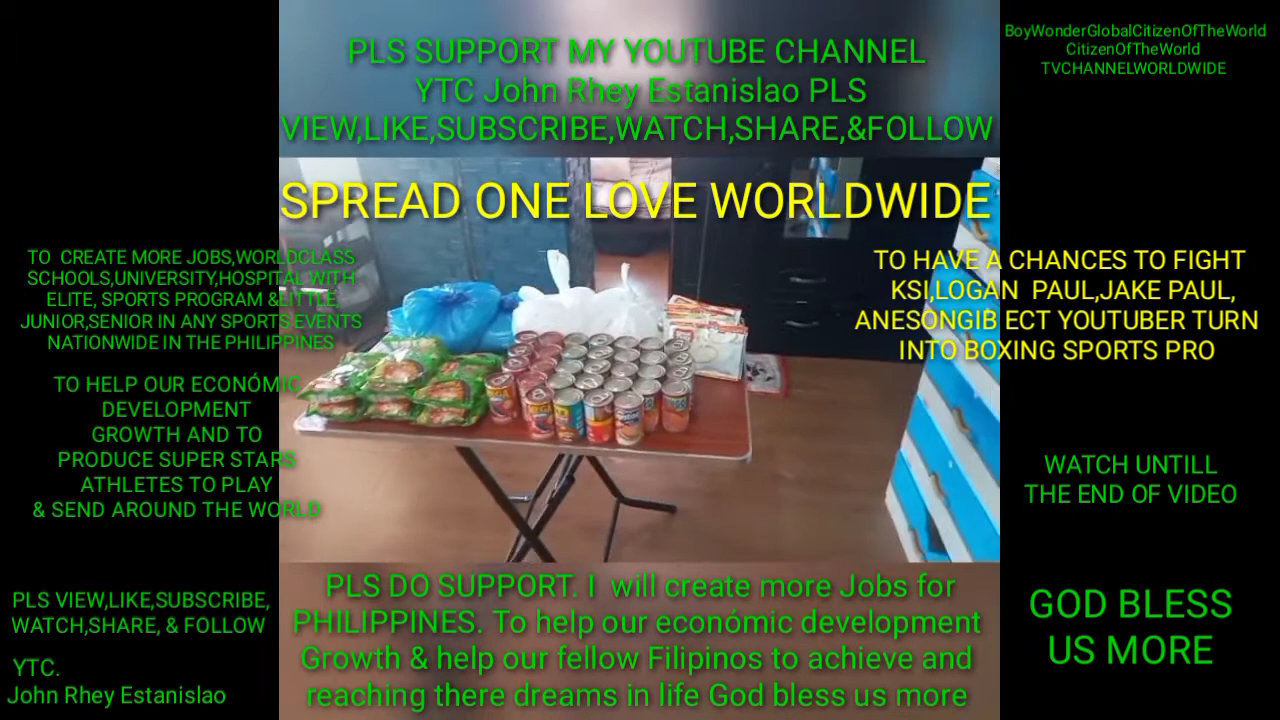 PLS SUPPORT MY YOUTUBE CHANNEL
YTC John Rhey Estanislao PLS
VIEW,LIKE,SUBSCRIBE,WATCH,SHARE,&FOLLOW
BoyWonderGlobalCitizenOfTheWorld
CitizenOfTheWorld
TVCHANNELWORLDWIDE
SPREAD ONE LOVE WORLDWIDE
TO CREATE MORE JOBS,WORLDCLASS
SCHOOLS,UNIVERSITY,HOSPITAL WITH
ELITE, SPORTS PROGRAM &LITTLE,
JUNIOR,SENIOR IN ANY SPORTS EVENTS
NATIONWIDE IN THE PHILIPPINES
TO HELP OUR ECONÓMIC
DEVELOPMENT
GROWTH AND TO
PRODUCE SUPER STARS
ATHLETES TO PLAY
& SEND AROUND THE WORLD
TO HAVE A CHANCES TO FIGHT
KSI,LOGAN PAUL,JAKE PAUL,
ANESONGIB ECT YOUTUBER TURN
INTO BOXING SPORTS PRO
WATCH UNTILL
THE END OF VIDEO
PLS VIEW,LIKE,SUBSCRIBE,
WATCH,SHARE, & FOLLOW
YTC.
John Rhey Estanislao
PLS DO SUPPORT. I will create more Jobs for
PHILIPPINES. To help our económic development
Growth & help our fellow Filipinos to achieve and
reaching there dreams in life God bless us more
GOD BLESS
US MORE